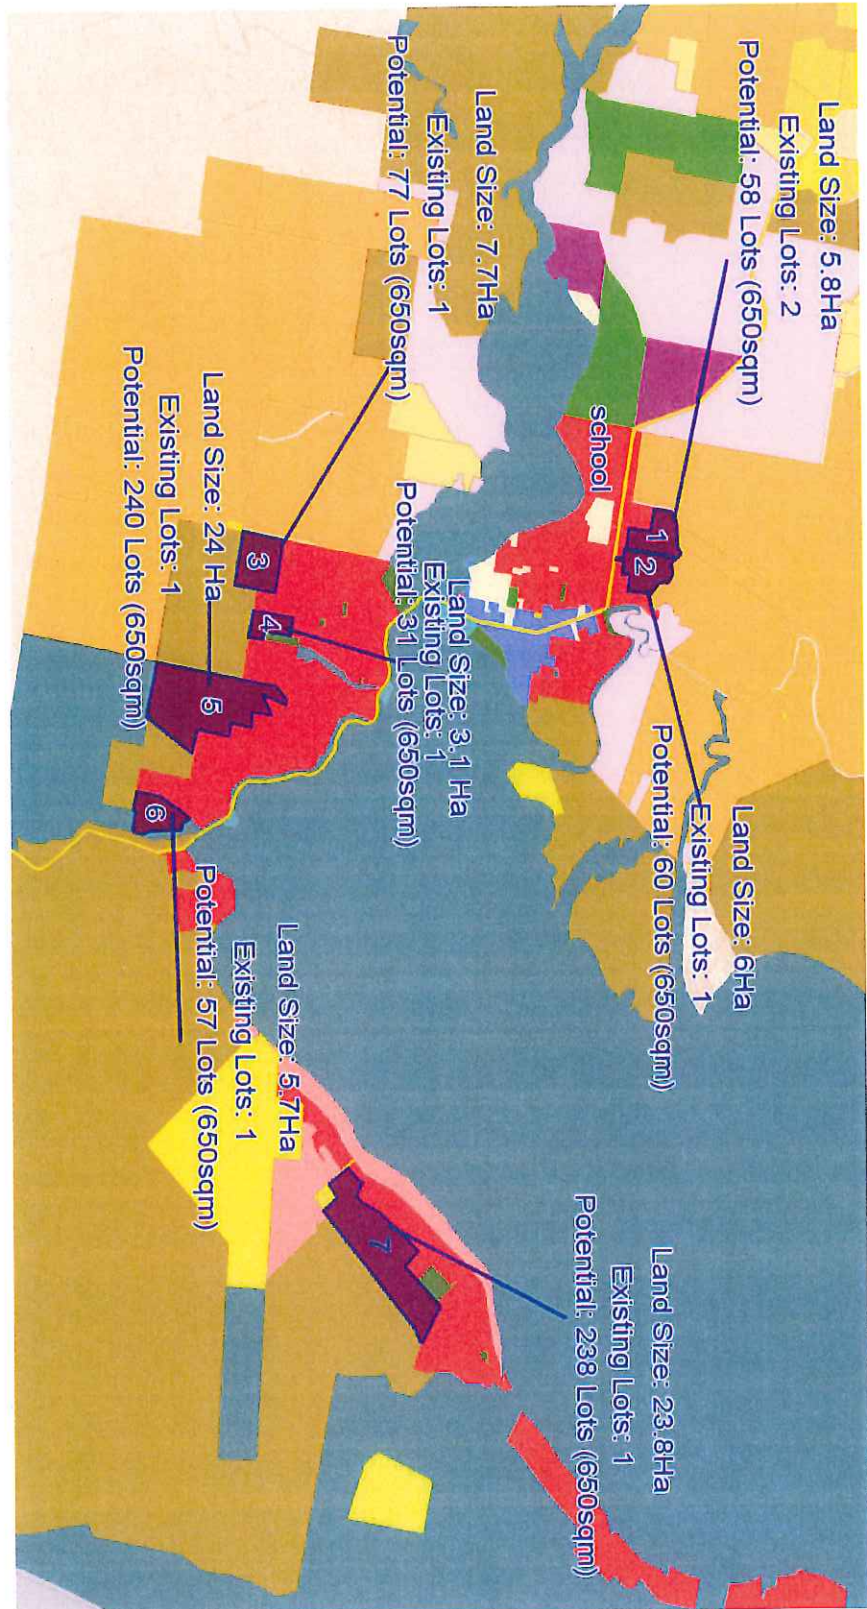 Land Size: 5.8Ha
Existing Lots: 2
Potential: 58 Lots (650sqm)
Land Size: 6Ha
Existing Lots: 1
Potential: 60 Lots (650sqm)
1
2
school
Land Size: 7.7Ha
Existing Lots: 1
Potential: 77 Lots (650sqm)
Land Size: 3.1 Ha
Existing Lots: 1
Potential: 31 Lots (650sqm)
Land Size: 23.8Ha
Existing Lots: 1
Potential: 238 Lots (650sqm)
3
4
7
Land Size: 24 Ha
Existing Lots: 1
Potential: 240 Lots (650sqm)
5
6
Land Size: 5.7Ha
Existing Lots: 1
Potential: 57 Lots (650sqm)